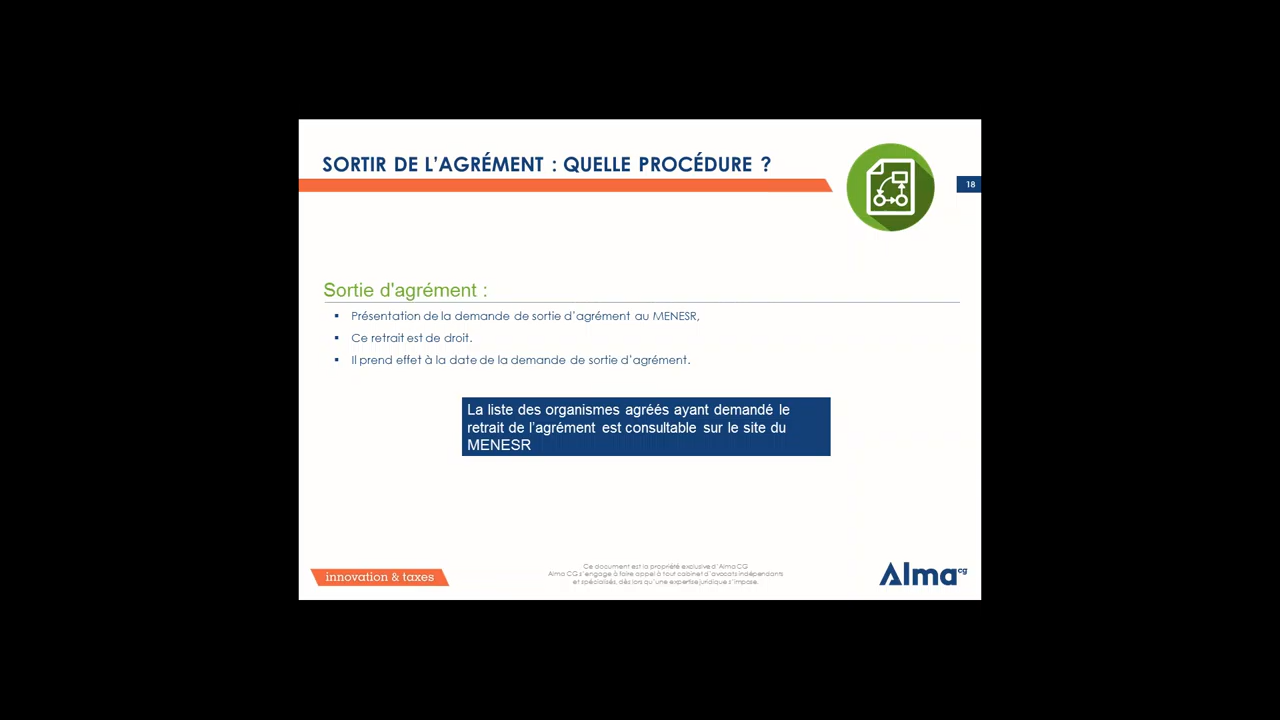 SORTIR DE L'AGRÉMENT : QUELLE PROCÉDURE ?
18
Sortie d'agrément :
▪ Présentation de la demande de sortie d'agrément au MENESR,
▪ Ce retrait est de droit.
▪ Il prend effet à la date de la demande de sortie d'agrément.
La liste des organismes agréés ayant demandé le
retrait de l'agrément est consultable sur le site du
MENESR
innovation & taxes
Ce document est la propriété exclusive d'Alma CG
Alma CG s'engage à faire appel à tout cabinet d'avocats indépendants
et spécialisés, dès lors qu'une expertise juridique s'impose.
Alma cg